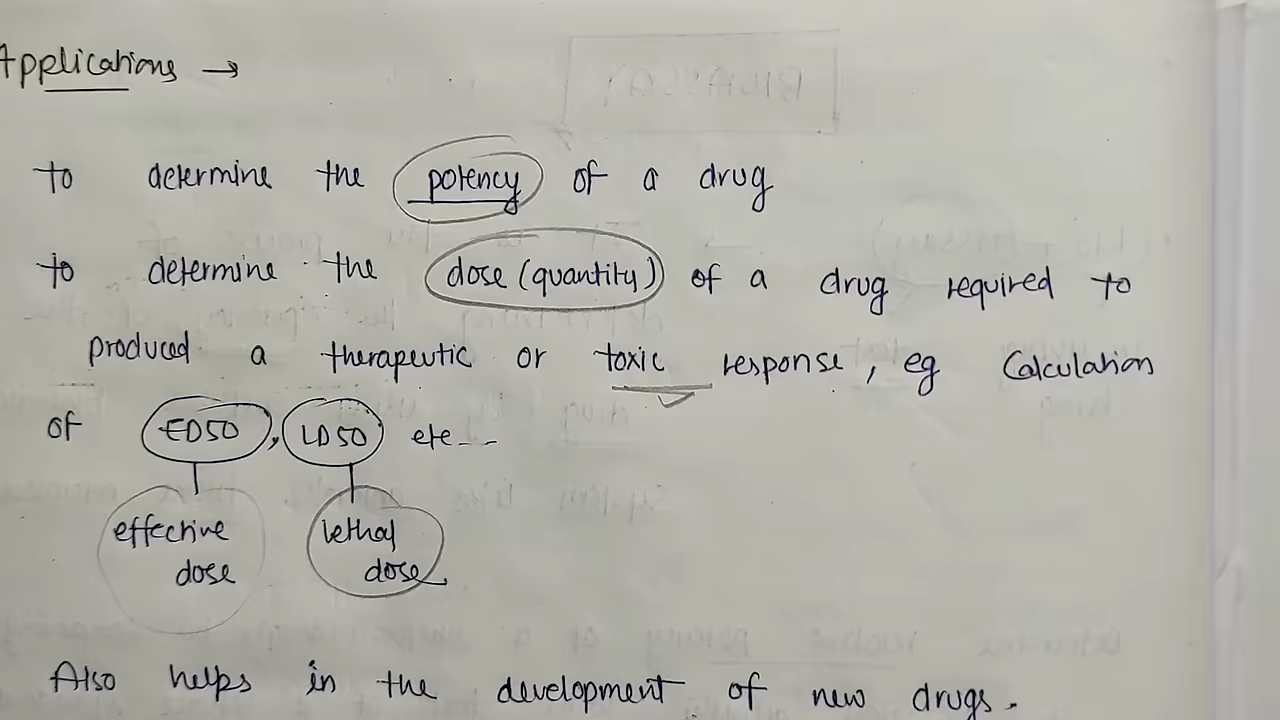 Applications →
to determine the potency of a drug
to determine the dose (quantity) of a drug required to
produced a therapeutic or toxic response, eg Calculation
of ED50, LD50 etc--
effective lethal
dose dose
Also helps in the development of new drugs.